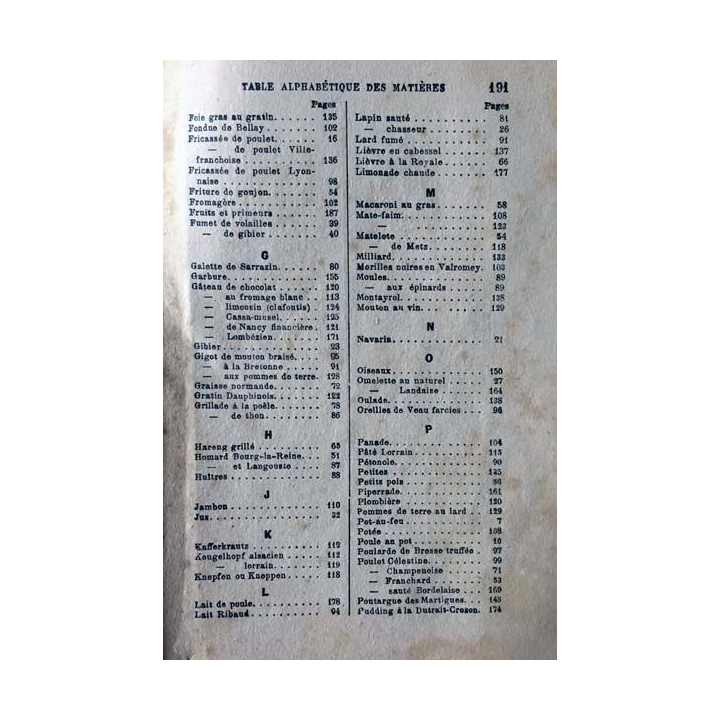 TABLE ALPHABÉTIQUE DES MATIÈRES 191
Pages
Foie gras au gratin...... 135
Fondue de Bellay....... 102
Fricassée de poulet...... 16
— de poulet Ville-
franchoise........... 136
Fricassée de poulet Lyon-
naise.............. 98
Friture de goujon....... 54
Fromagère........... 102
Fruits et primeurs...... 187
Fumet de volailles...... 39
— de gibier...... 40
G
Galette de Sarrazin...... 80
Garbure............. 155
Gâteau de chocolat..... 120
— au fromage blanc.. 113
— limousin (clafoutis). 124
— Cassa-musel...... 125
— de Nancy financière. 121
— Lombézien....... 171
Gibier.............. 23
Gigot de mouton braisé... 95
— à la Bretonne.... 91
— aux pommes de terre. 128
Graisse normande....... 72
Gratin Dauphinois...... 122
Grillade à la poêle...... 78
— de thon....... 86
H
Hareng grillé......... 65
Homard Bourg-la-Reine... 51
— et Langouste.... 87
Huîtres............. 88
J
Jambon............. 110
Jus................ 32
K
Kafferkrautz......... 112
Keugelhopf alsacien.... 112
— lorrain..... 119
Knepfen ou Kneppen.... 118
L
Lait de poule......... 178
Lait Ribaud.......... 94
Pages
Lapin sauté.......... 81
— chasseur........ 26
Lard fumé........... 91
Lièvre en cabessel..... 137
Lièvre à la Royale..... 66
Limonade chaude...... 177
M
Macaroni au gras....... 58
Mate-faim........... 108
— ............ 123
Matelote............ 54
— de Metz....... 118
Milliard............ 133
Morilles noires en Valromey. 103
Moules............. 89
— aux épinards..... 89
Montayrol........... 138
Mouton au vin........ 129
N
Navarin............ 21
O
Oiseaux............ 150
Omelette au naturel..... 27
— Landaise..... 164
Oulade............. 138
Oreilles de Veau farcies... 96
P
Panade............. 104
Pâté Lorrain......... 115
Pétonole............ 90
Petites............. 125
Petits pois.......... 86
Piperrade........... 161
Plombière........... 120
Pommes de terre au lard.. 129
Pot-au-feu.......... 7
Potée.............. 108
Poule au pot......... 10
Poularde de Bresse truffée. 97
Poulet Célestine....... 99
— Champenoise..... 71
— Franchard...... 53
— sauté Bordelaise... 169
Poutargue des Martigues.. 145
Pudding à la Dutrait-Crozon. 174